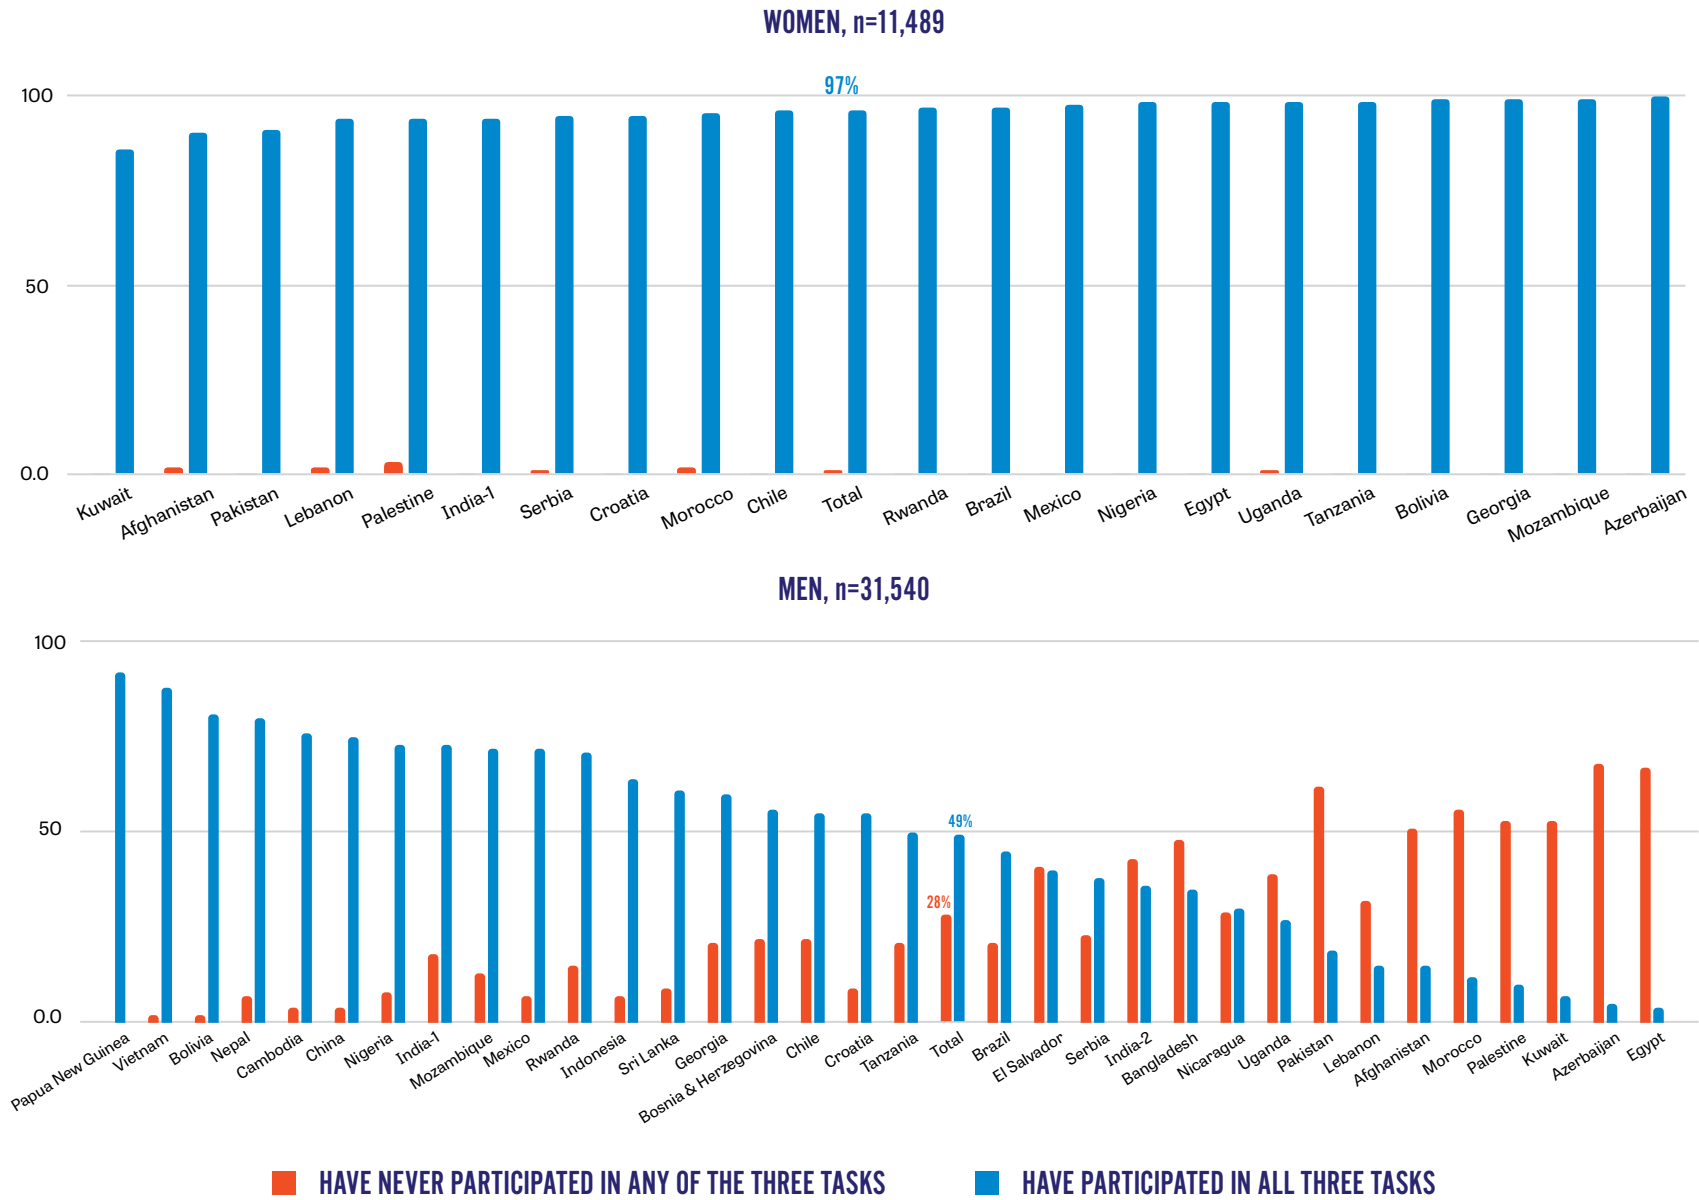 WOMEN, n=11,489
97%
100
50
0.0
Kuwait
Afghanistan
Pakistan
Lebanon
Palestine
India-1
Serbia
Croatia
Morocco
Chile
Total
Rwanda
Brazil
Mexico
Nigeria
Egypt
Uganda
Tanzania
Bolivia
Georgia
Mozambique
Azerbaijan
MEN, n=31,540
100
50
0.0
49%
28%
Papua New Guinea
Vietnam
Bolivia
Nepal
Cambodia
China
Nigeria
India-1
Mozambique
Mexico
Rwanda
Indonesia
Sri Lanka
Georgia
Bosnia & Herzegovina
Chile
Croatia
Tanzania
Total
Brazil
El Salvador
Serbia
India-2
Bangladesh
Nicaragua
Uganda
Pakistan
Lebanon
Afghanistan
Morocco
Palestine
Kuwait
Azerbaijan
Egypt
HAVE NEVER PARTICIPATED IN ANY OF THE THREE TASKS
HAVE PARTICIPATED IN ALL THREE TASKS